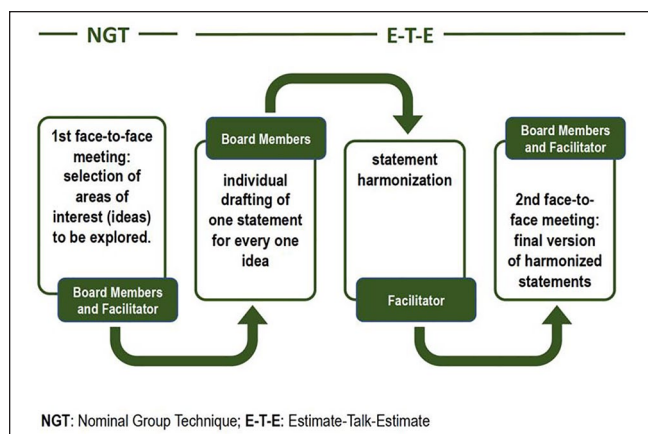 NGT
E-T-E
1st face-to-face
meeting:
selection of
areas of
interest (ideas)
to be explored.
Board Members
and Facilitator
Board Members
individual
drafting of
one statement
for every one
idea
statement
harmonization
Facilitator
Board Members
and Facilitator
2nd face-to-
face meeting:
final version
of harmonized
statements
NGT: Nominal Group Technique; E-T-E: Estimate-Talk-Estimate